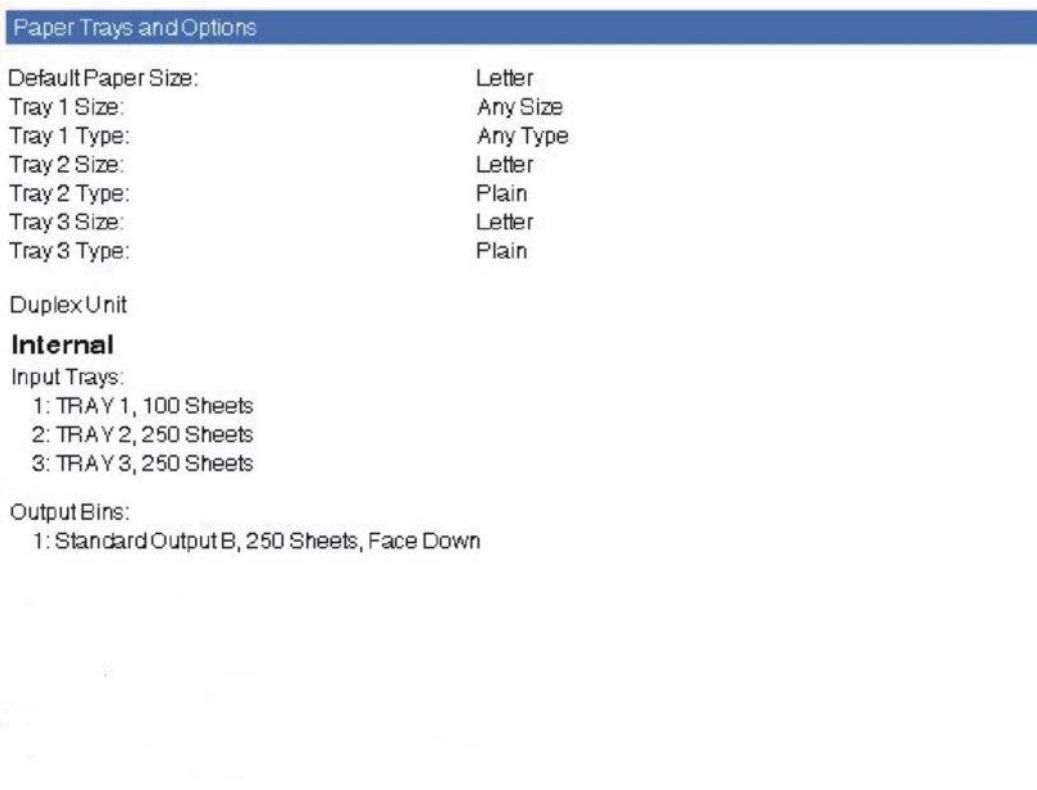 Paper Trays and Options
Default Paper Size: Letter
Tray 1 Size: Any Size
Tray 1 Type: Any Type
Tray 2 Size: Letter
Tray 2 Type: Plain
Tray 3 Size: Letter
Tray 3 Type: Plain
Duplex Unit
Internal
Input Trays:
1: TRAY 1, 100 Sheets
2: TRAY 2, 250 Sheets
3: TRAY 3, 250 Sheets
Output Bins:
1: Standard Output B, 250 Sheets, Face Down